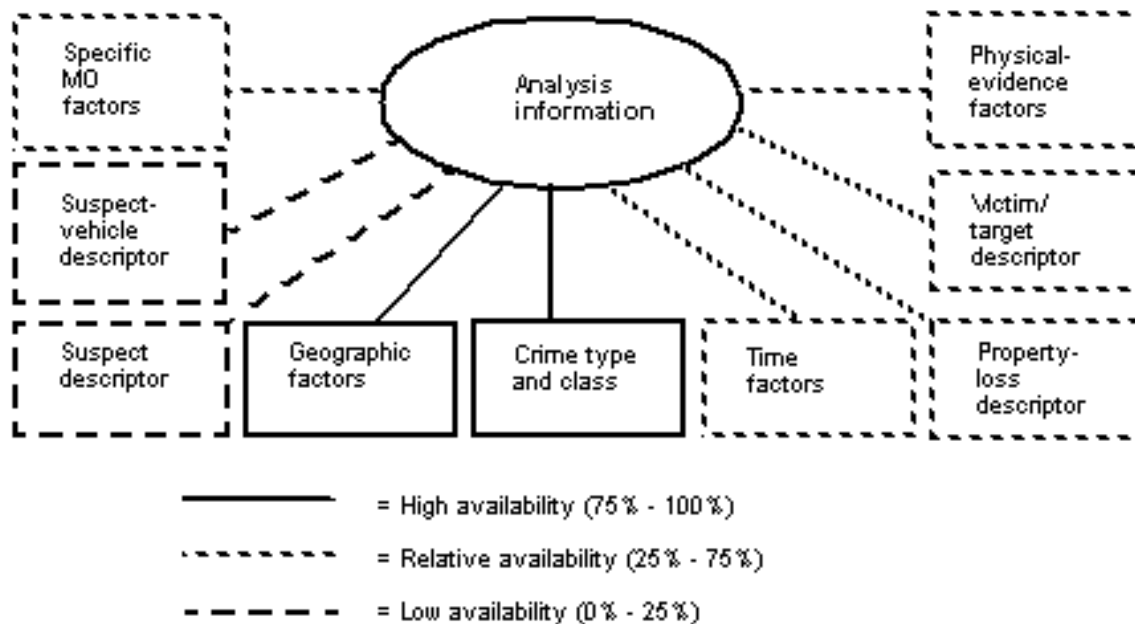 Specific
MO
factors
Analysis
information
Physical-
evidence
factors
Suspect-
vehicle
descriptor
Victim/
target
descriptor
Suspect
descriptor
Geographic
factors
Crime type
and class
Time
factors
Property-
loss
descriptor
= High availability (75% - 100%)
= Relative availability (25% - 75%)
= Low availability (0% - 25%)